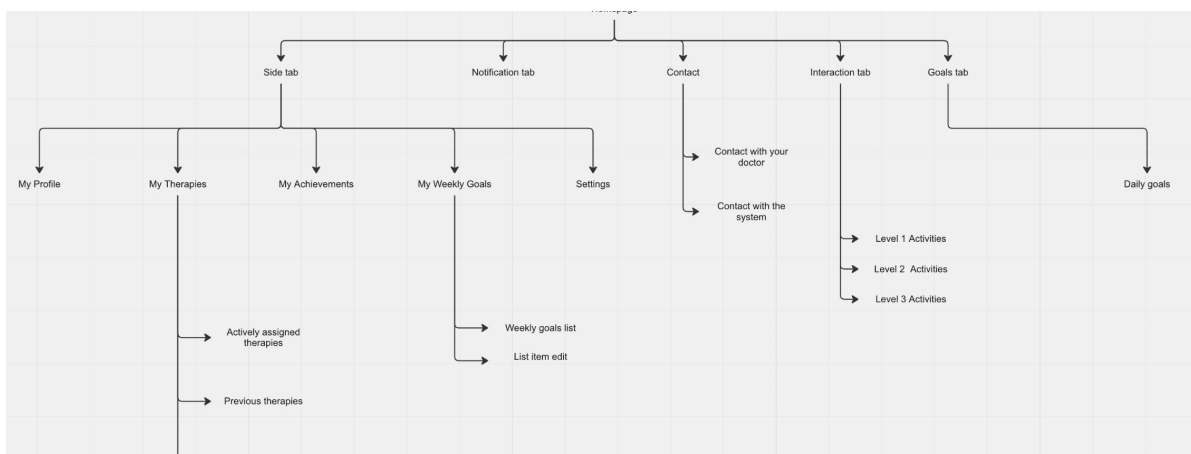 Homepage
Side tab
Notification tab
Contact
Interaction tab
Goals tab
My Profile
My Therapies
My Achievements
My Weekly Goals
Settings
Contact with your
doctor
Contact with the
system
Daily goals
Level 1 Activities
Level 2 Activities
Level 3 Activities
Actively assigned
therapies
Previous therapies
Weekly goals list
List item edit